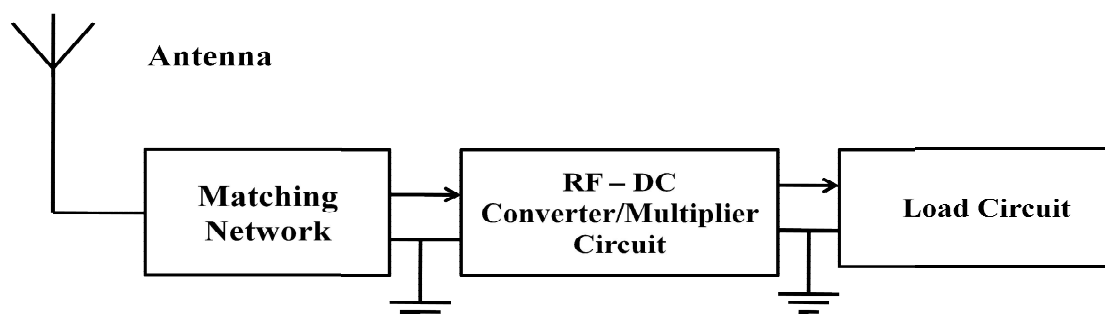 Antenna
Matching
Network
RF – DC
Converter/Multiplier
Circuit
Load Circuit